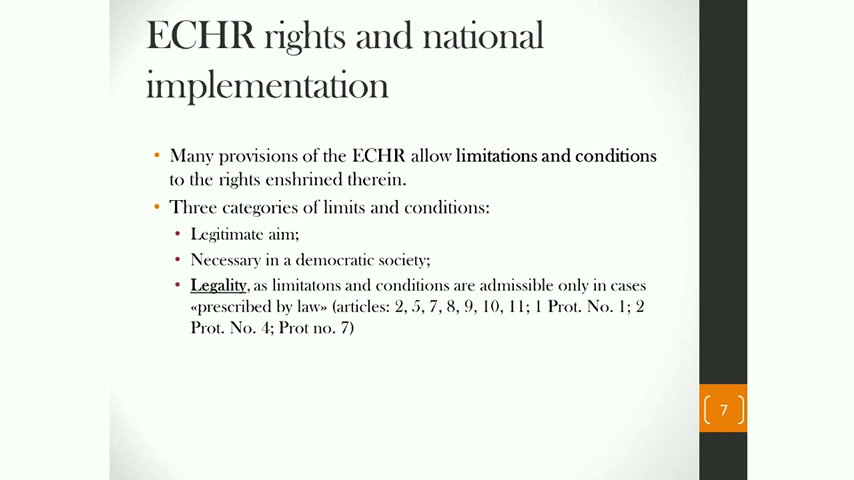 ECHR rights and national
implementation
• Many provisions of the ECHR allow limitations and conditions
to the rights enshrined therein.
• Three categories of limits and conditions:
• Legitimate aim;
• Necessary in a democratic society;
• Legality, as limitatons and conditions are admissible only in cases
«prescribed by law» (articles: 2, 5, 7, 8, 9, 10, 11; 1 Prot. No. 1; 2
Prot. No. 4; Prot no. 7)
7